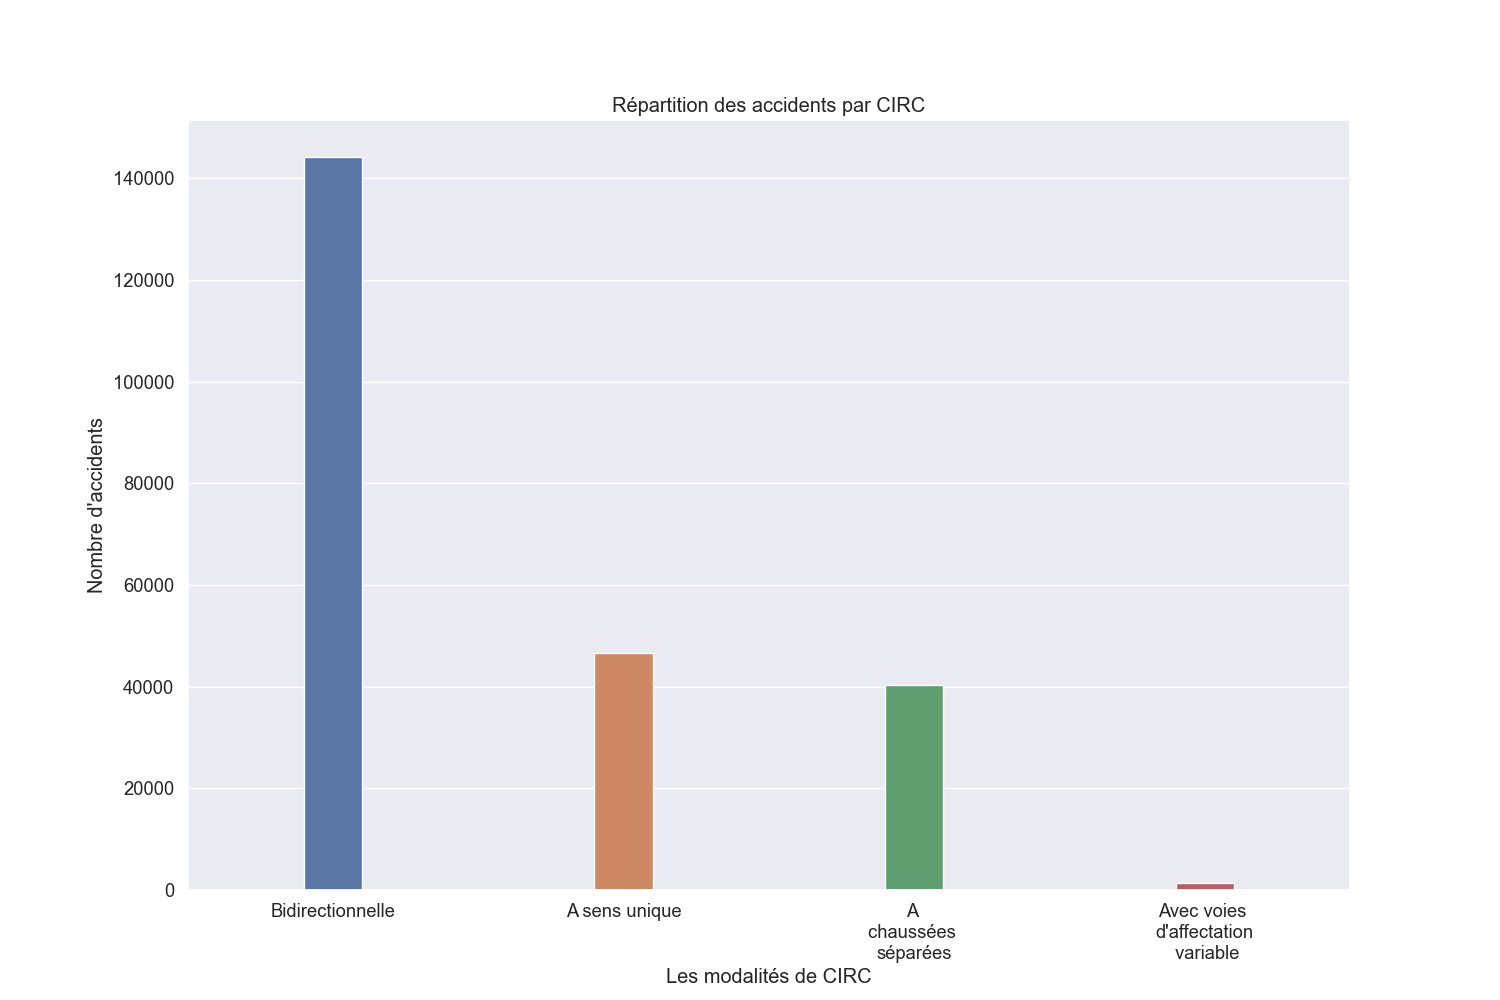 Répartition des accidents par CIRC
140000
120000
100000
80000
60000
40000
20000
0
Nombre d'accidents
Bidirectionnelle
A sens unique
A
chaussées
séparées
Avec voies
d'affectation
variable
Les modalités de CIRC